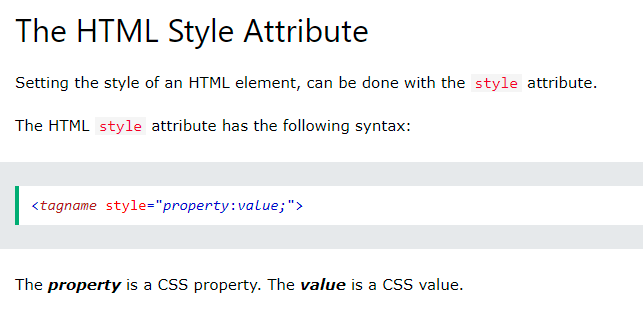 The HTML Style Attribute
Setting the style of an HTML element, can be done with the style attribute.
The HTML style attribute has the following syntax:
<tagname style="property:value;">
The property is a CSS property. The value is a CSS value.